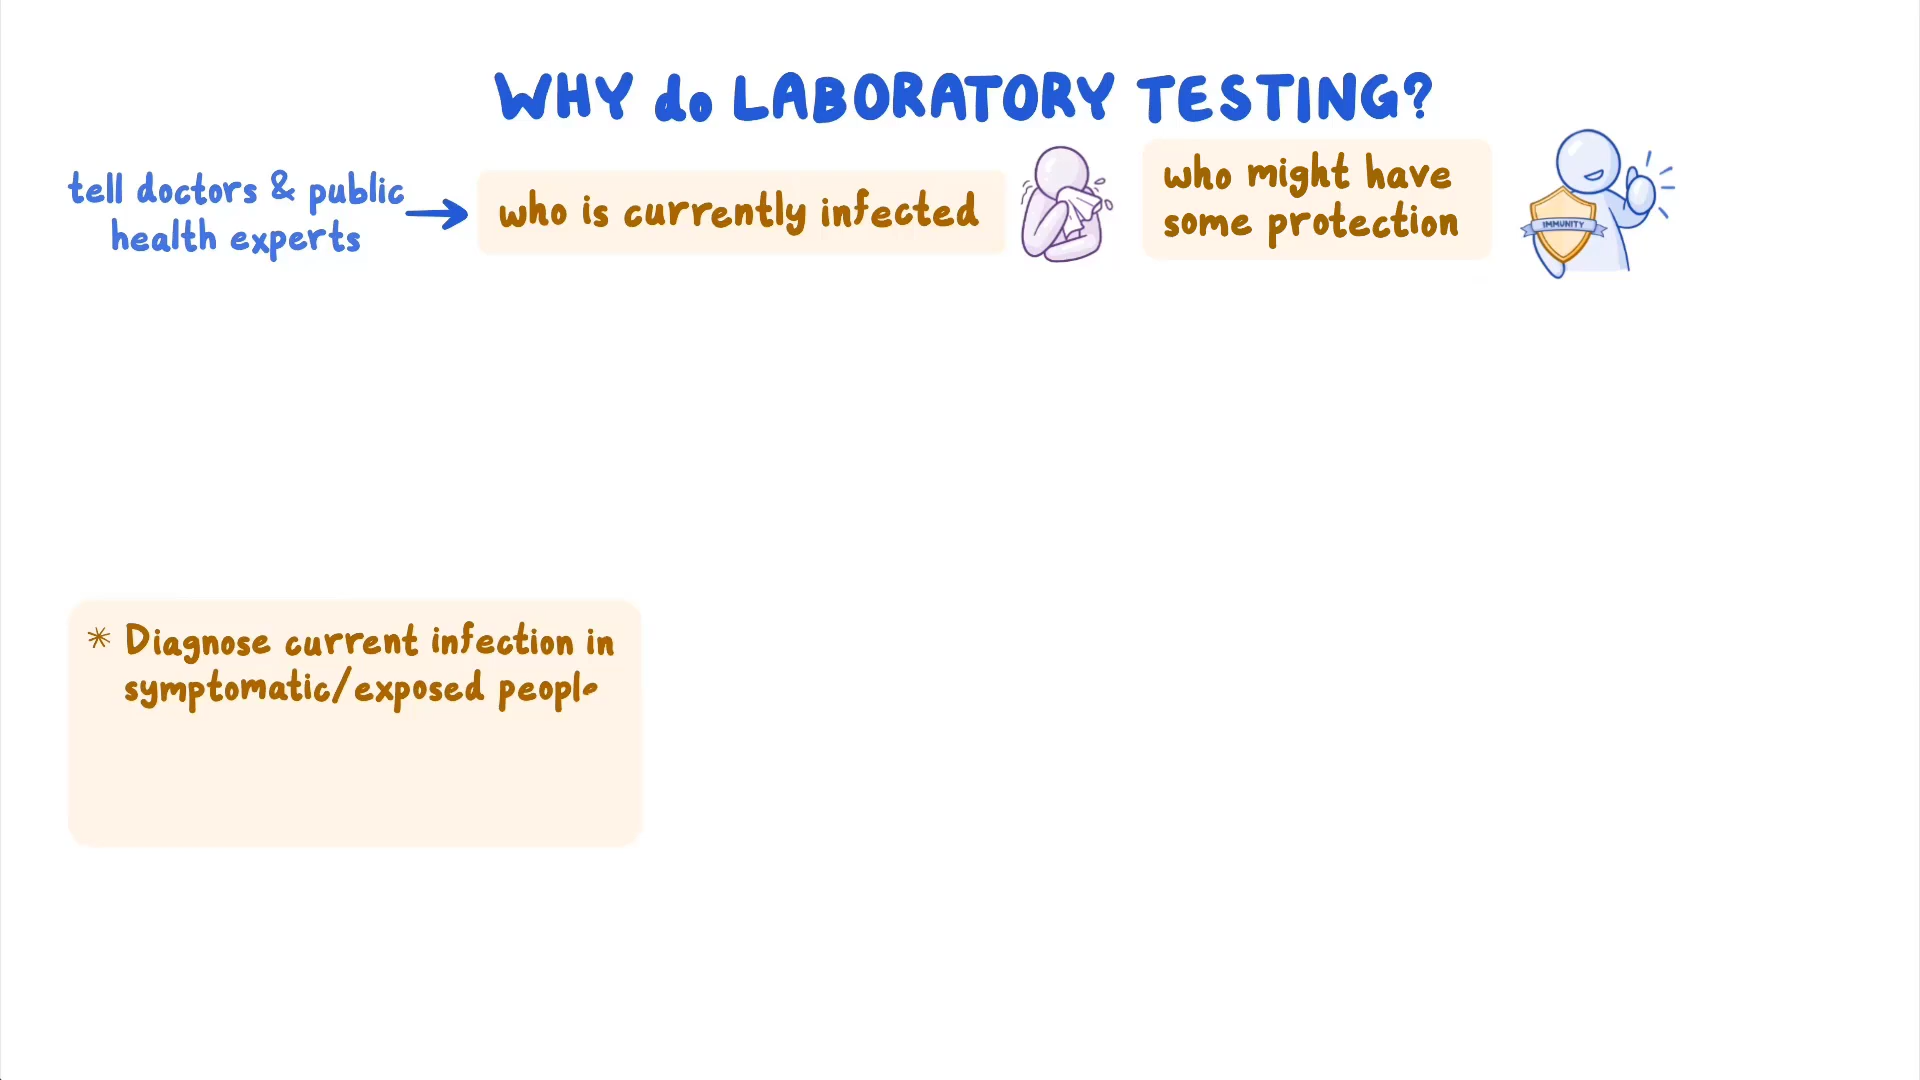 WHY do LABORATORY TESTING?
tell doctors & public
health experts
who is currently infected
who might have
some protection
IMMUNITY
* Diagnose current infection in
symptomatic/exposed people